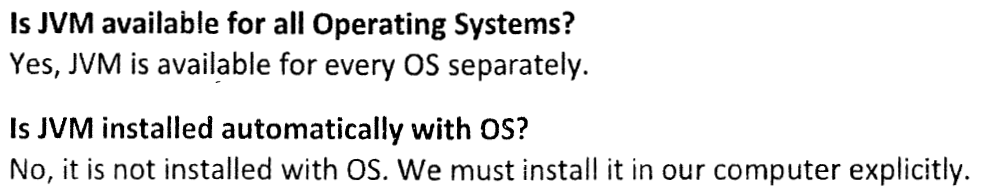 Is JVM available for all Operating Systems?
Yes, JVM is available for every OS separately.
Is JVM installed automatically with OS?
No, it is not installed with OS. We must install it in our computer explicitly.